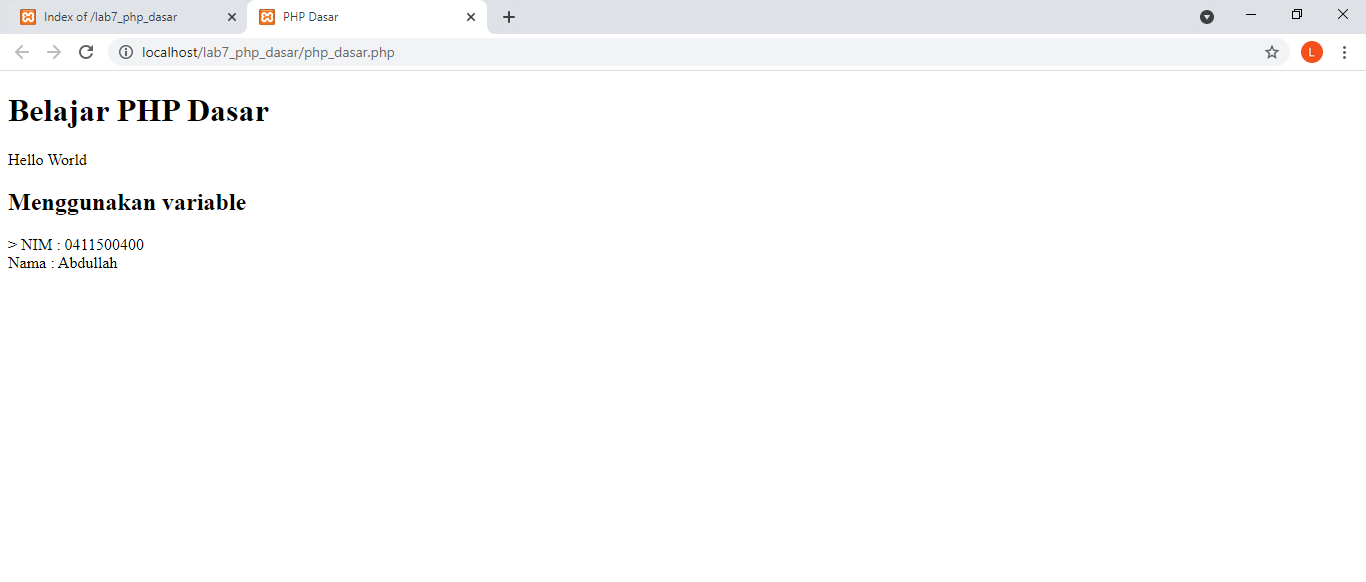 Index of /lab7_php_dasar
PHP Dasar
localhost/lab7_php_dasar/php_dasar.php
L
Belajar PHP Dasar
Hello World
Menggunakan variable
> NIM : 0411500400
Nama : Abdullah